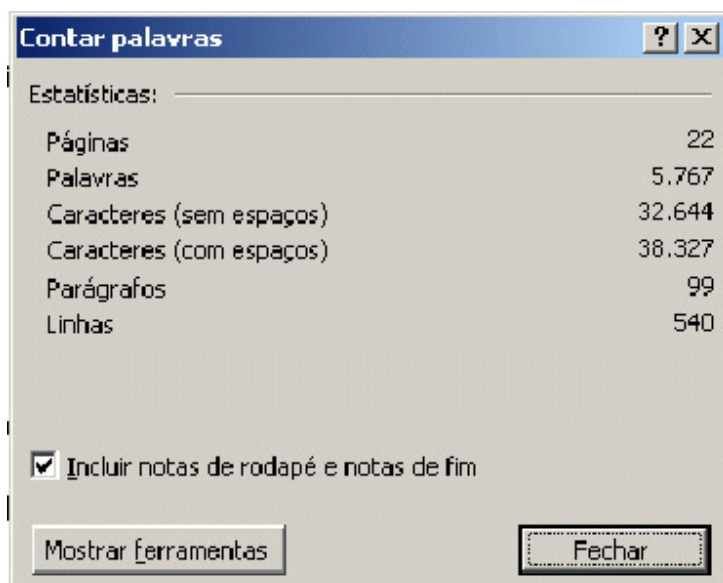 Contar palavras
Estatísticas:
Páginas 22
Palavras 5.767
Caracteres (sem espaços) 32.644
Caracteres (com espaços) 38.327
Parágrafos 99
Linhas 540
Incluir notas de rodapé e notas de fim
Mostrar ferramentas Fechar